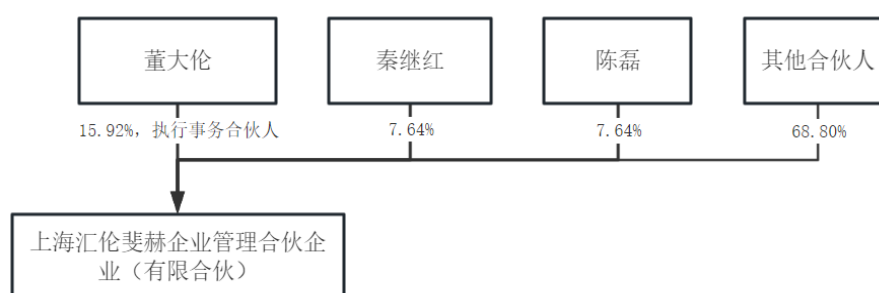 董大伦
秦继红
陈磊
其他合伙人
15.92%，执行事务合伙人
7.64%
7.64%
68.80%
上海汇伦斐赫企业管理合伙企
业（有限合伙）